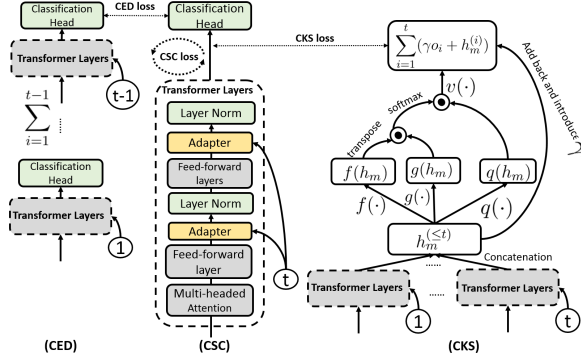 Classification
Head
CED loss
Classification
Head
Transformer Layers
t-1
t-1
∑
i=1
Classification
Head
Transformer Layers
1
(CED)
CSC loss
Transformer Layers
Layer Norm
Adapter
Feed-forward
layers
Layer Norm
Adapter
Feed-forward
layer
Multi-headed
Attention
t
(CSC)
CKS loss
t
∑(γo_i + h_m^{(i)})
i=1
v(·)
softmax
transpose
Add back and introduce γ
f(h_m)
g(h_m)
q(h_m)
f(·)
g(·)
q(·)
h_m^{(≤t)}
......
Concatenation
Transformer Layers
......
Transformer Layers
1
t
(CKS)